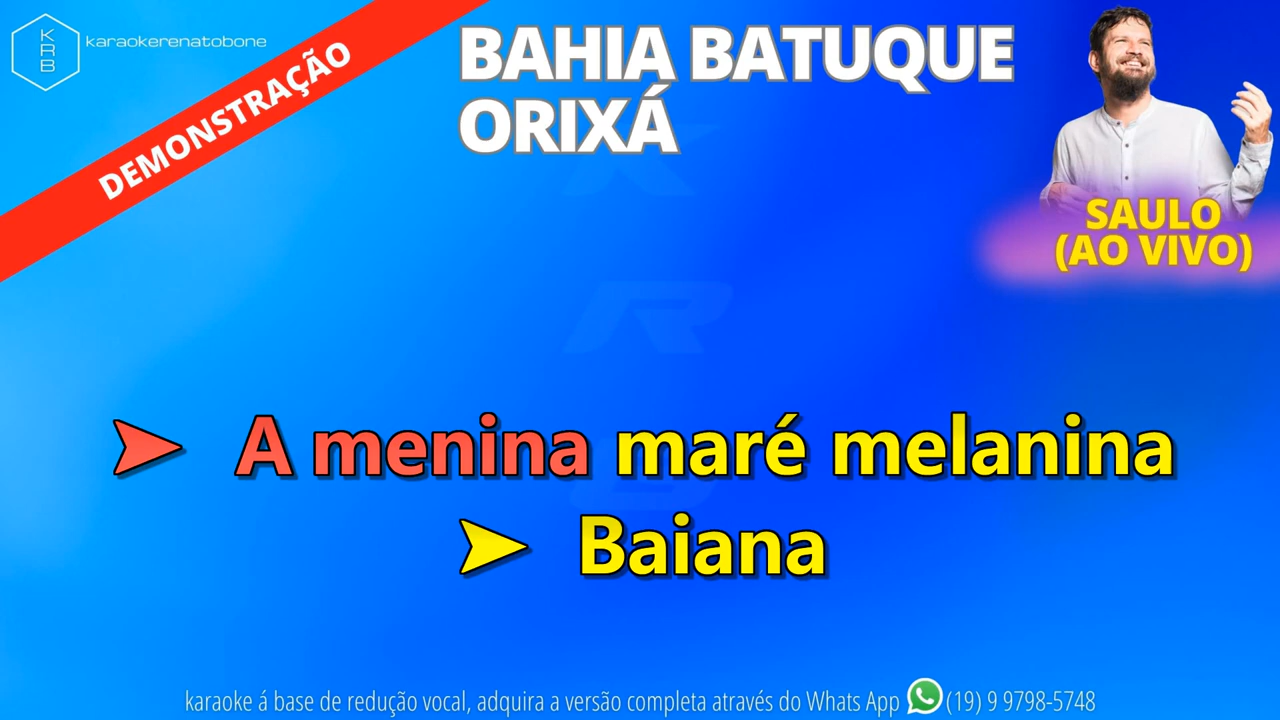 K
R
B
karaokerenatobone
DEMONSTRAÇÃO
BAHIA BATUQUE
ORIXÁ
SAULO
(AO VIVO)
K
R
B
➤ A menina maré melanina
➤ Baiana
karaoke á base de redução vocal, adquira a versão completa através do Whats App (19) 9 9798-5748